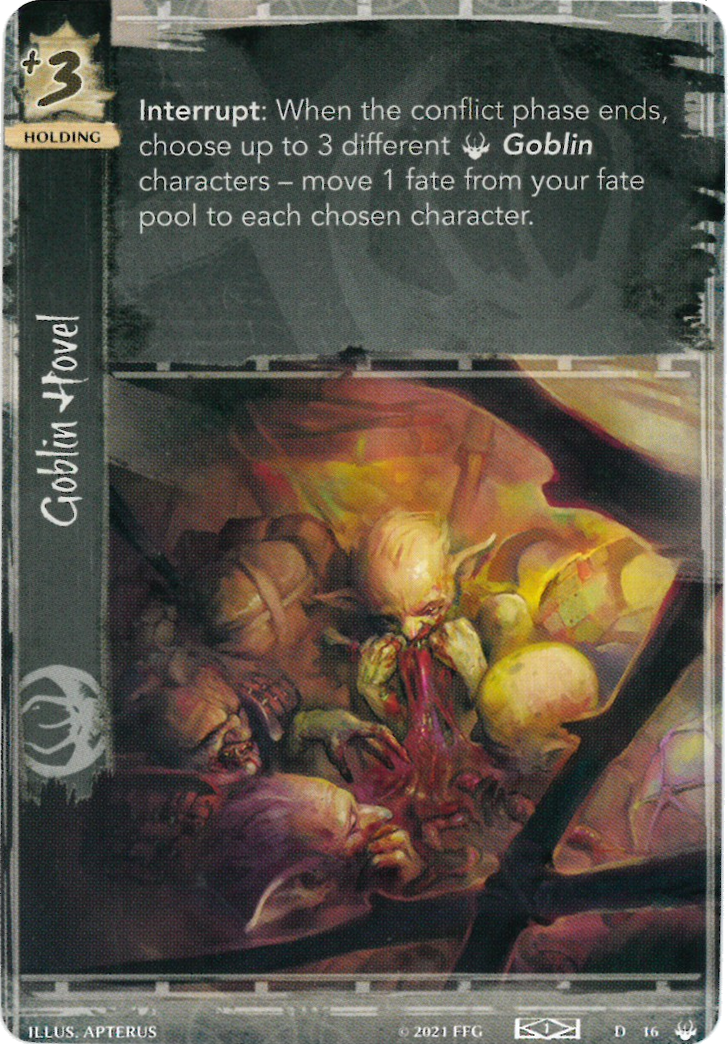 +3
HOLDING
Interrupt: When the conflict phase ends,
choose up to 3 different Goblin
characters – move 1 fate from your fate
pool to each chosen character.
Goblin Hovel
ILLUS. APTERUS
© 2021 FFG
1
D 16